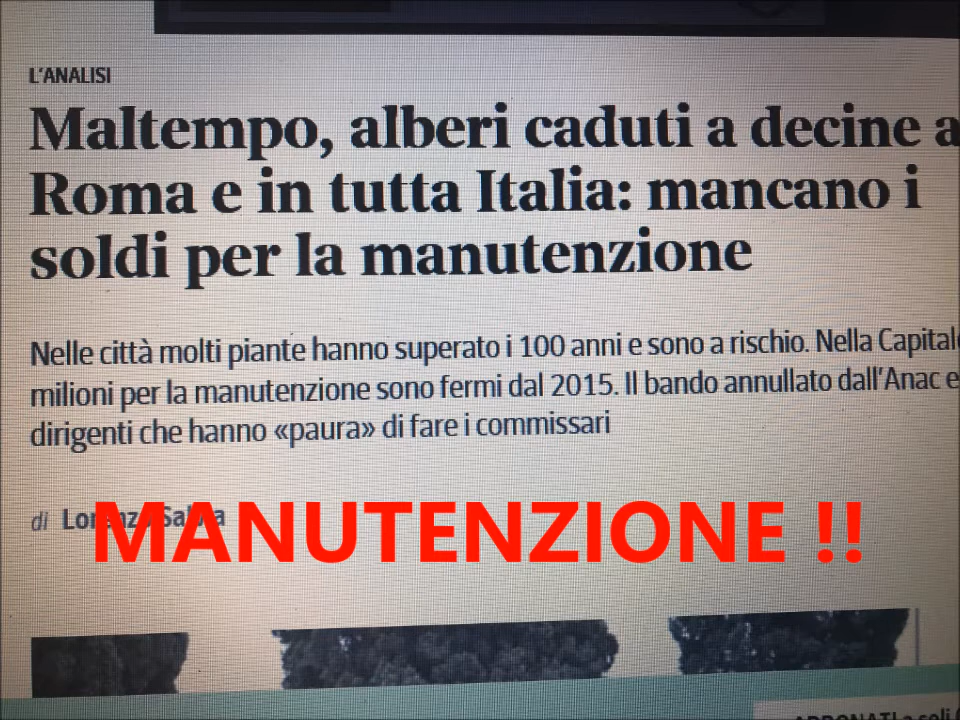 L'ANALISI
Maltempo, alberi caduti a decine a
Roma e in tutta Italia: mancano i
soldi per la manutenzione
Nelle città molti piante hanno superato i 100 anni e sono a rischio. Nella Capitale
milioni per la manutenzione sono fermi dal 2015. Il bando annullato dall'Anac e
dirigenti che hanno «paura» di fare i commissari
di
MANUTENZIONE !!